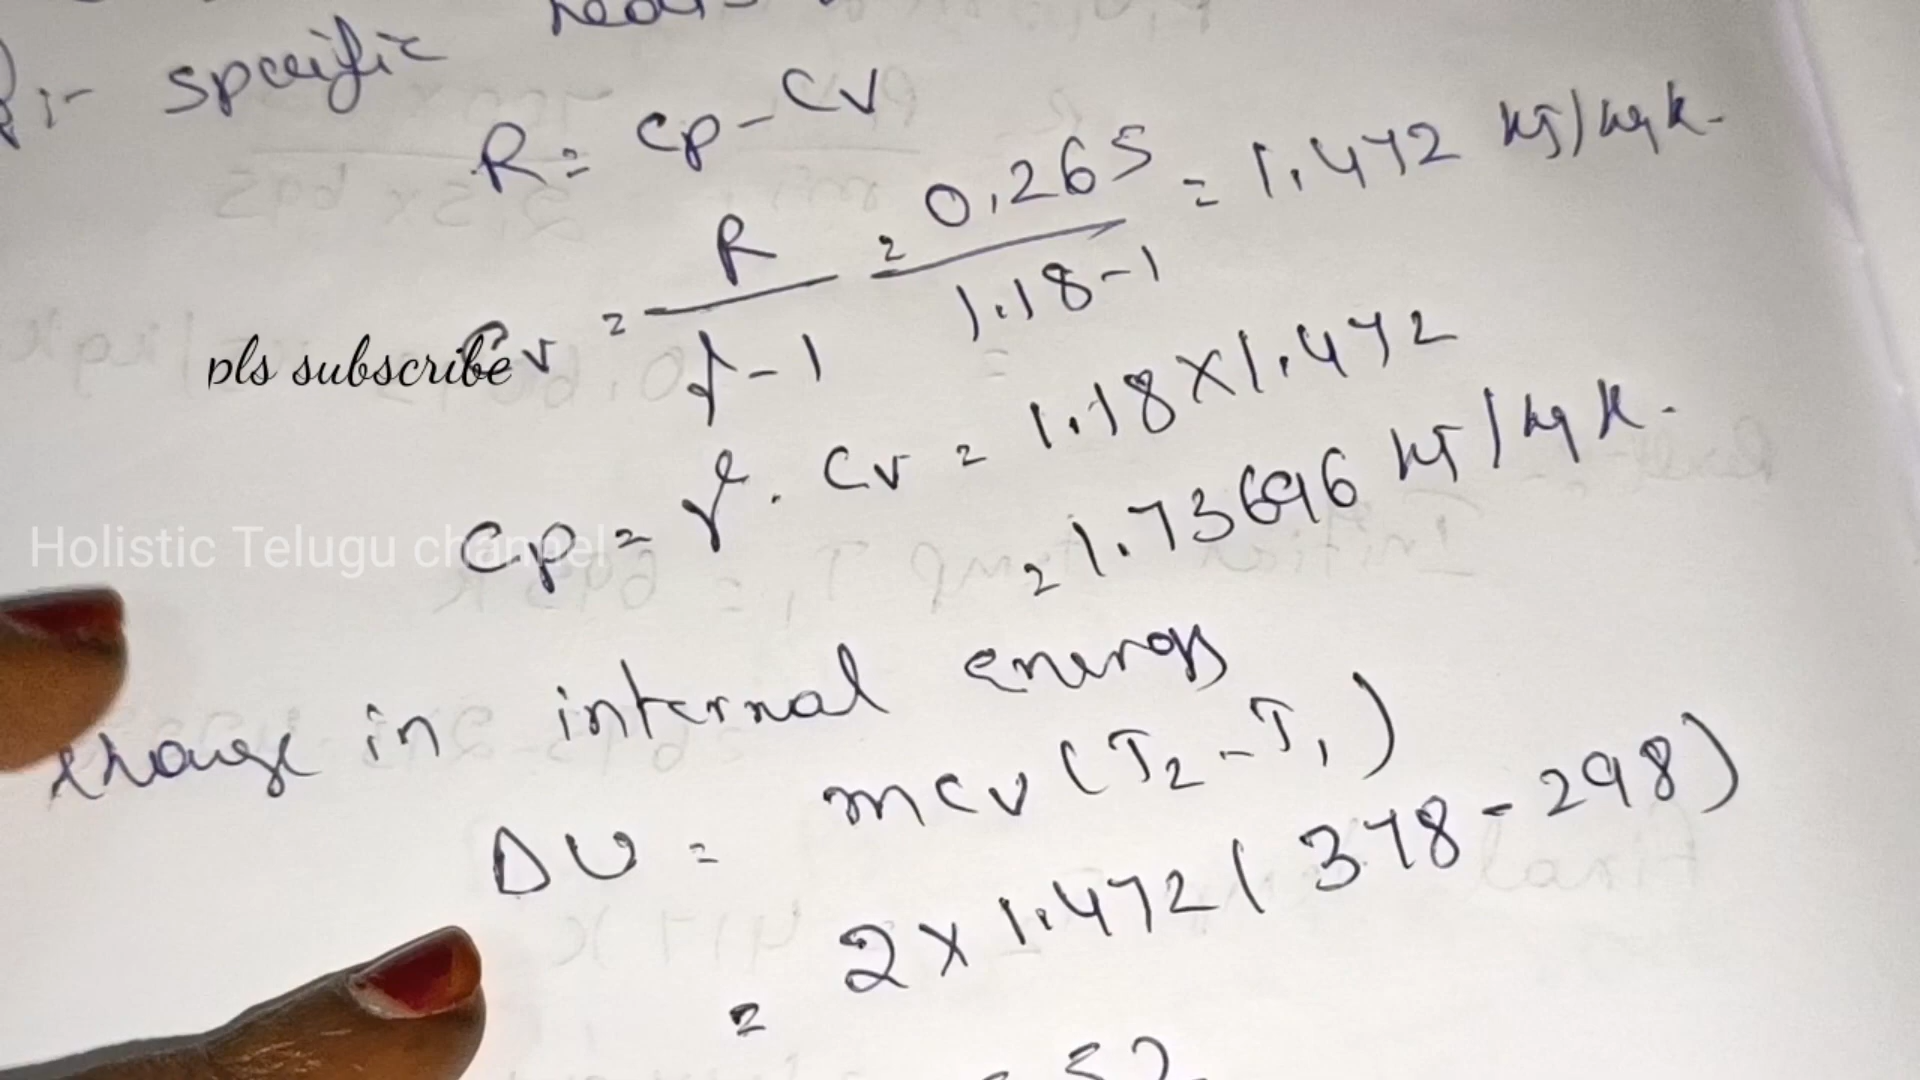 :- specific heats
R = Cp - Cv
Cv = R / γ-1 = 0.265 / 1.18-1 = 1.472 kJ/kgk.
pls subscribe
Cp = γ. Cv = 1.18 X 1.472
= 1.73696 kJ/kgK.
Holistic Telugu channel
change in internal energy
ΔU = mcv (T2 - T1)
= 2 x 1.472 ( 378 - 298)